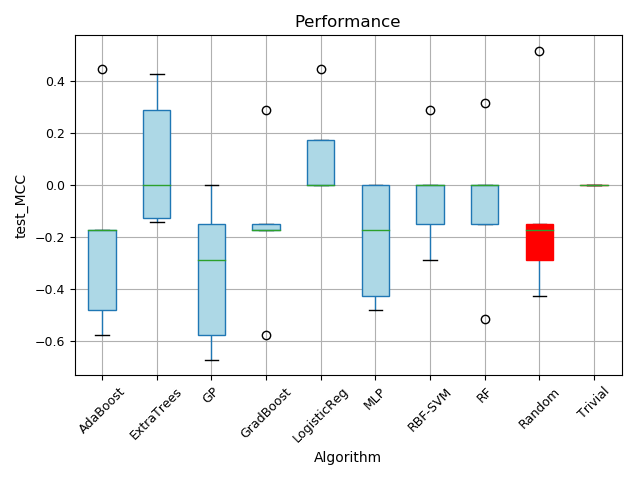 Performance
test_MCC
0.4
0.2
0.0
−0.2
−0.4
−0.6
AdaBoost
ExtraTrees
GP
GradBoost
LogisticReg
MLP
RBF-SVM
RF
Random
Trivial
Algorithm